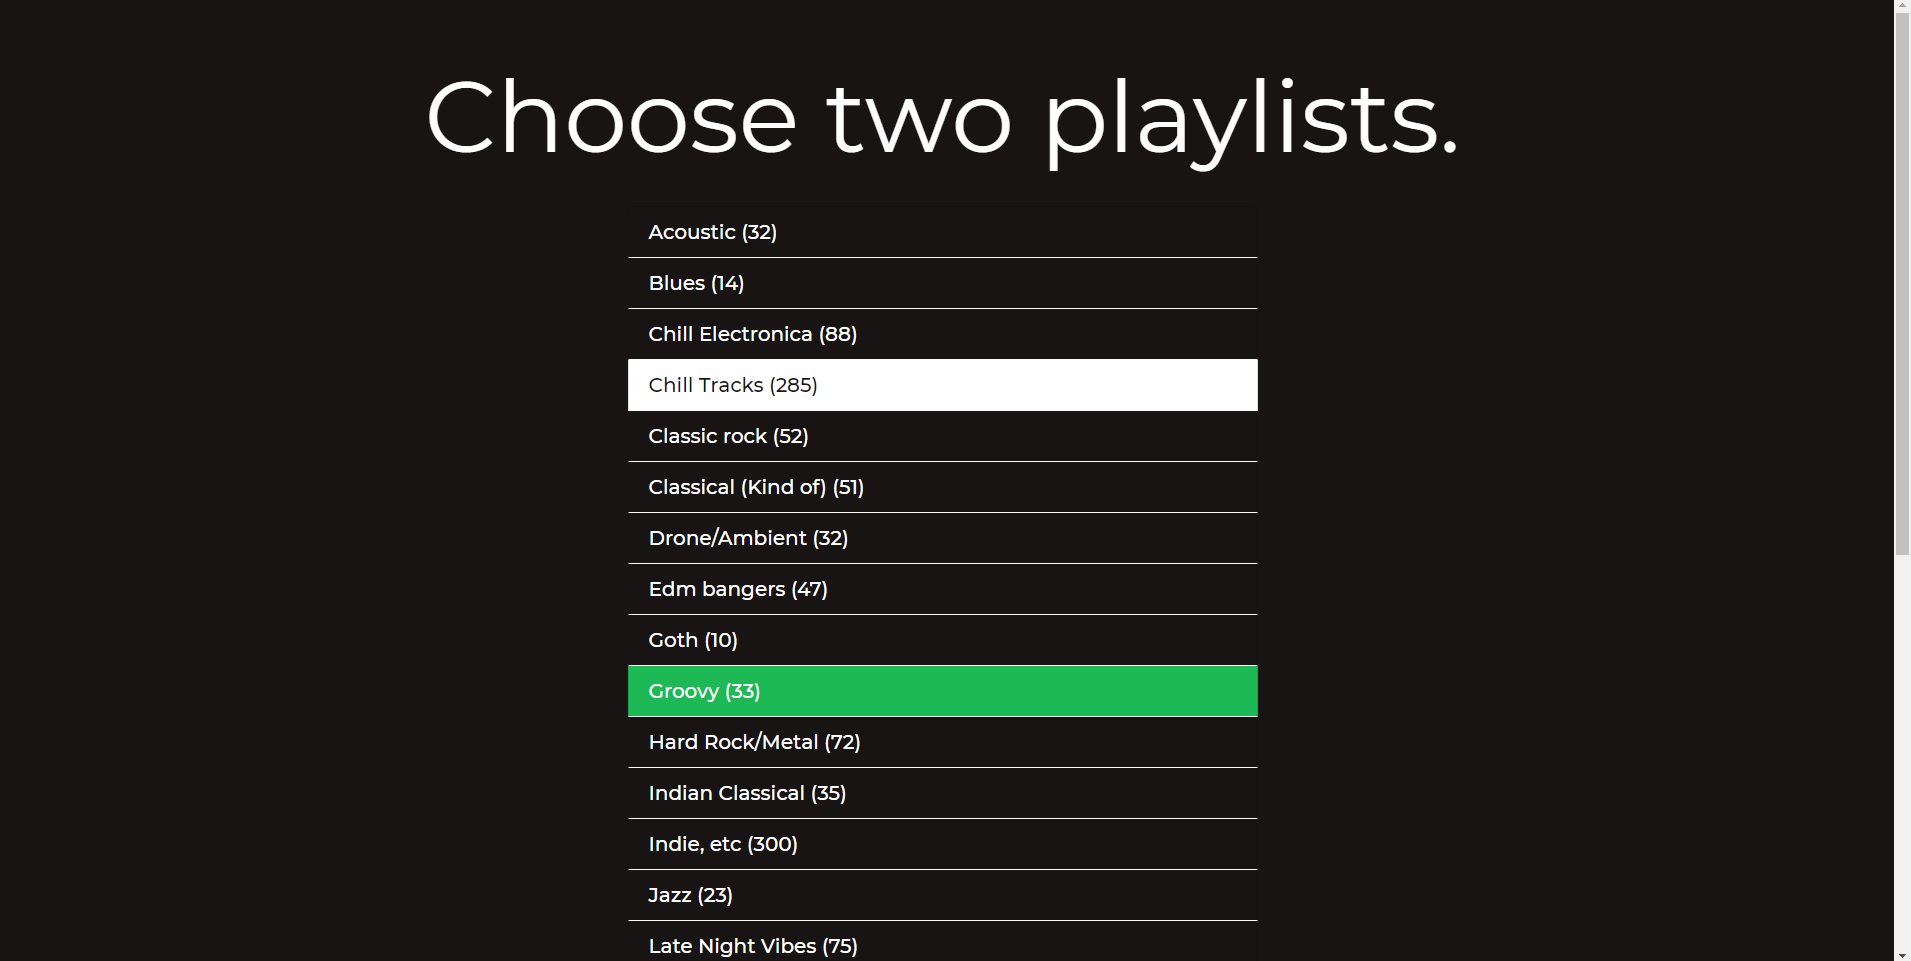 Choose two playlists.
Acoustic (32)
Blues (14)
Chill Electronica (88)
Chill Tracks (285)
Classic rock (52)
Classical (Kind of) (51)
Drone/Ambient (32)
Edm bangers (47)
Goth (10)
Groovy (33)
Hard Rock/Metal (72)
Indian Classical (35)
Indie, etc (300)
Jazz (23)
Late Night Vibes (75)